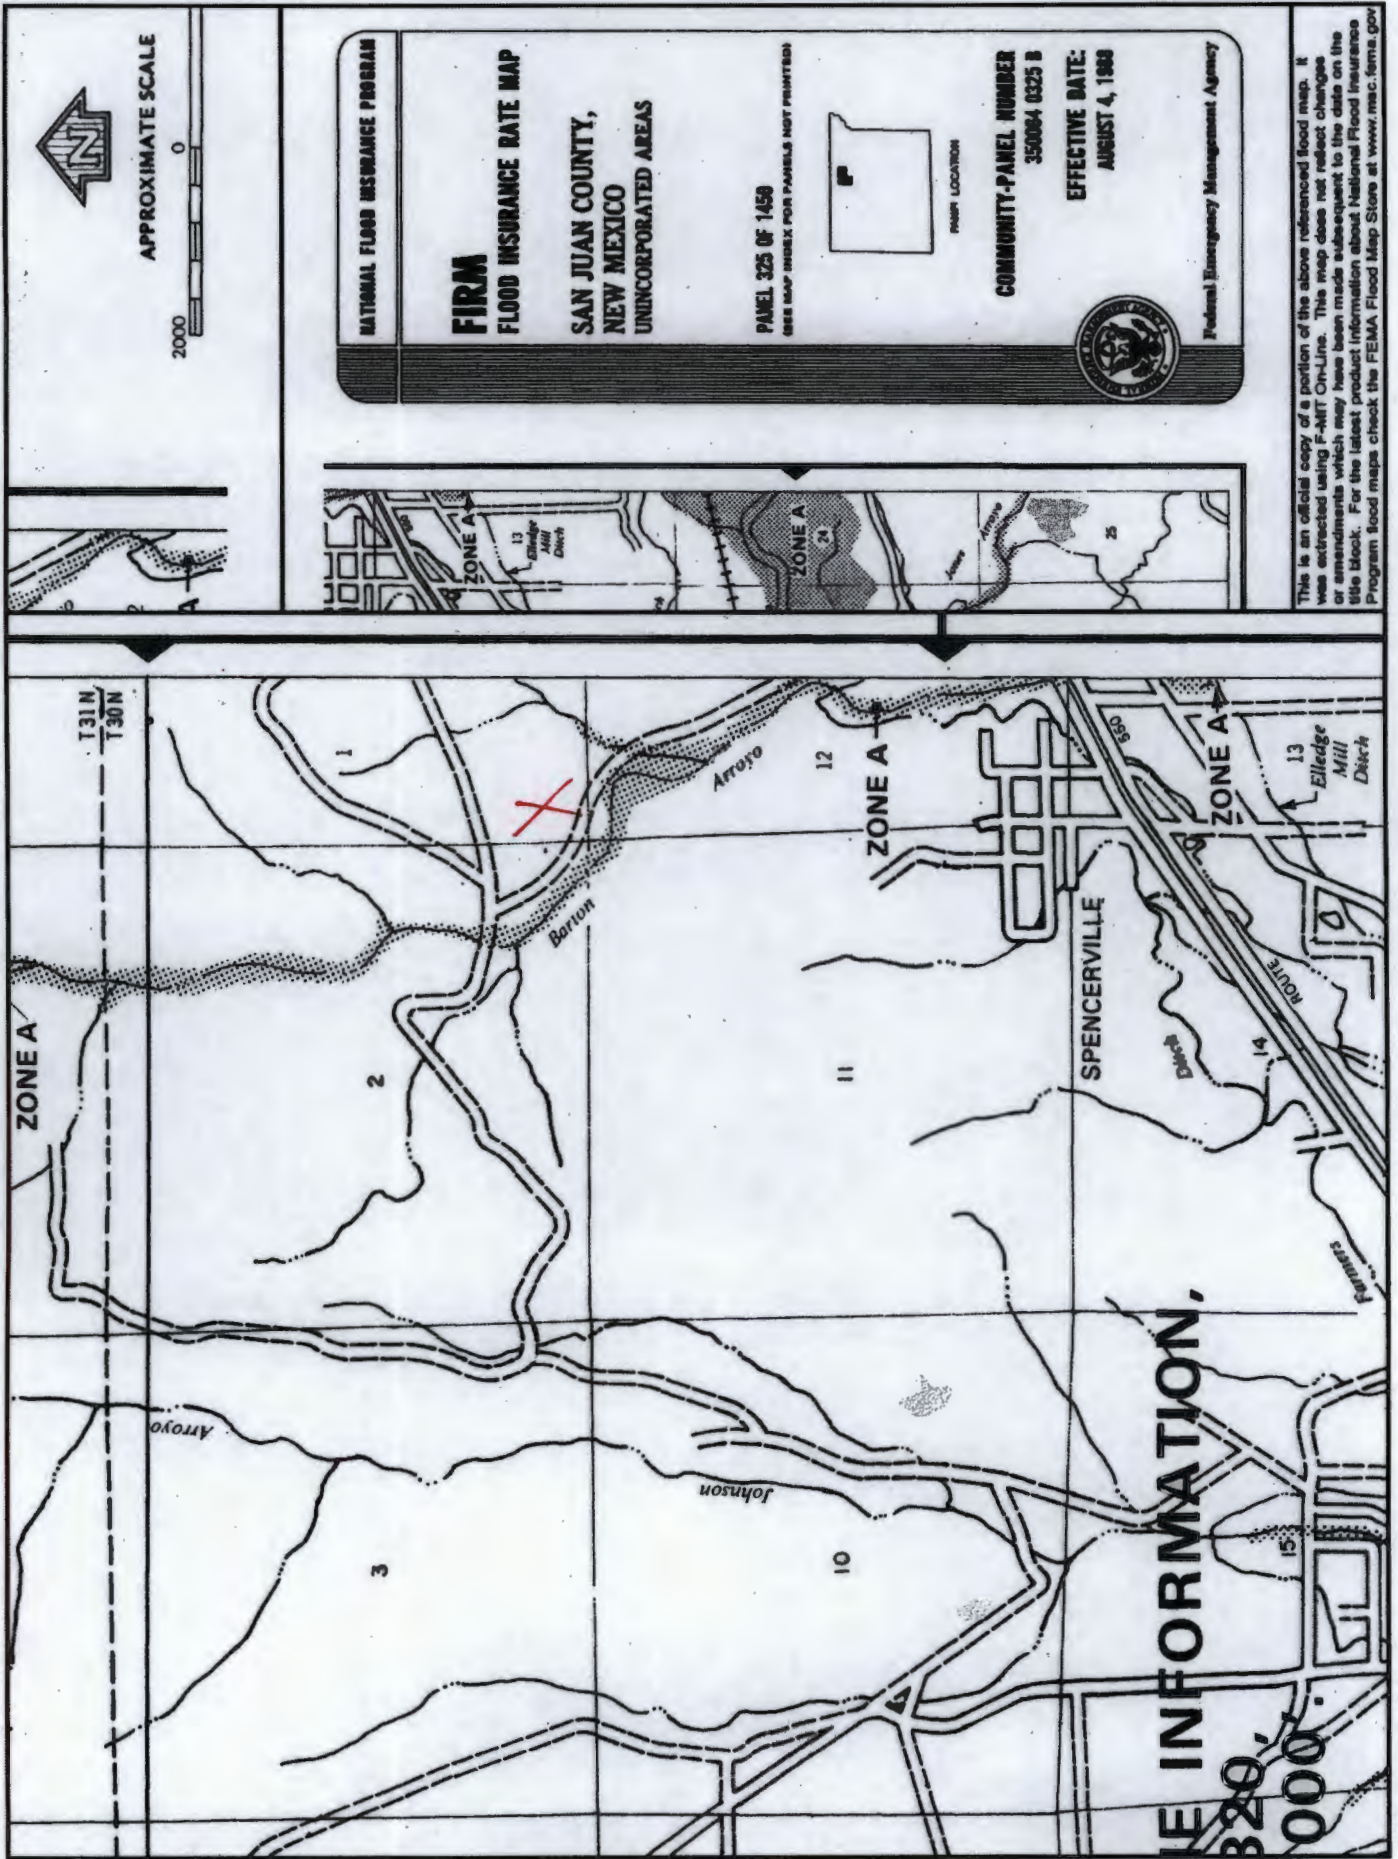 APPROXIMATE SCALE
2000
0
N
NATIONAL FLOOD INSURANCE PROGRAM
FIRM
FLOOD INSURANCE RATE MAP
SAN JUAN COUNTY,
NEW MEXICO
UNINCORPORATED AREAS
PANEL 325 OF 1450
(SEE MAP INDEX FOR PANELS NOT PRINTED)
PANEL LOCATION
COMMUNITY-PANEL NUMBER
350064 0325 B
EFFECTIVE DATE:
AUGUST 4, 1988
Federal Emergency Management Agency
This is an official copy of a portion of the above referenced flood map. It
was extracted using F-MIT On-Line. This map does not reflect changes
or amendments which may have been made subsequent to the date on the
title block. For the latest product information about National Flood Insurance
Program flood maps check the FEMA Flood Map Store at www.msc.fema.gov
2
A
550
ZONE A
13
Elledge
Mill
Ditch
ZONE A
24
Jones
Arroyo
25
T31N
T30N
1
Arroyo
12
ZONE A
550
ZONE A
13
Elledge
Mill
Ditch
Barton
ZONE A
2
11
SPENCERVILLE
Ditch
14
ROUTE
Farmers
Arroyo
Johnson
3
10
15
E INFORMATION,
320,
000